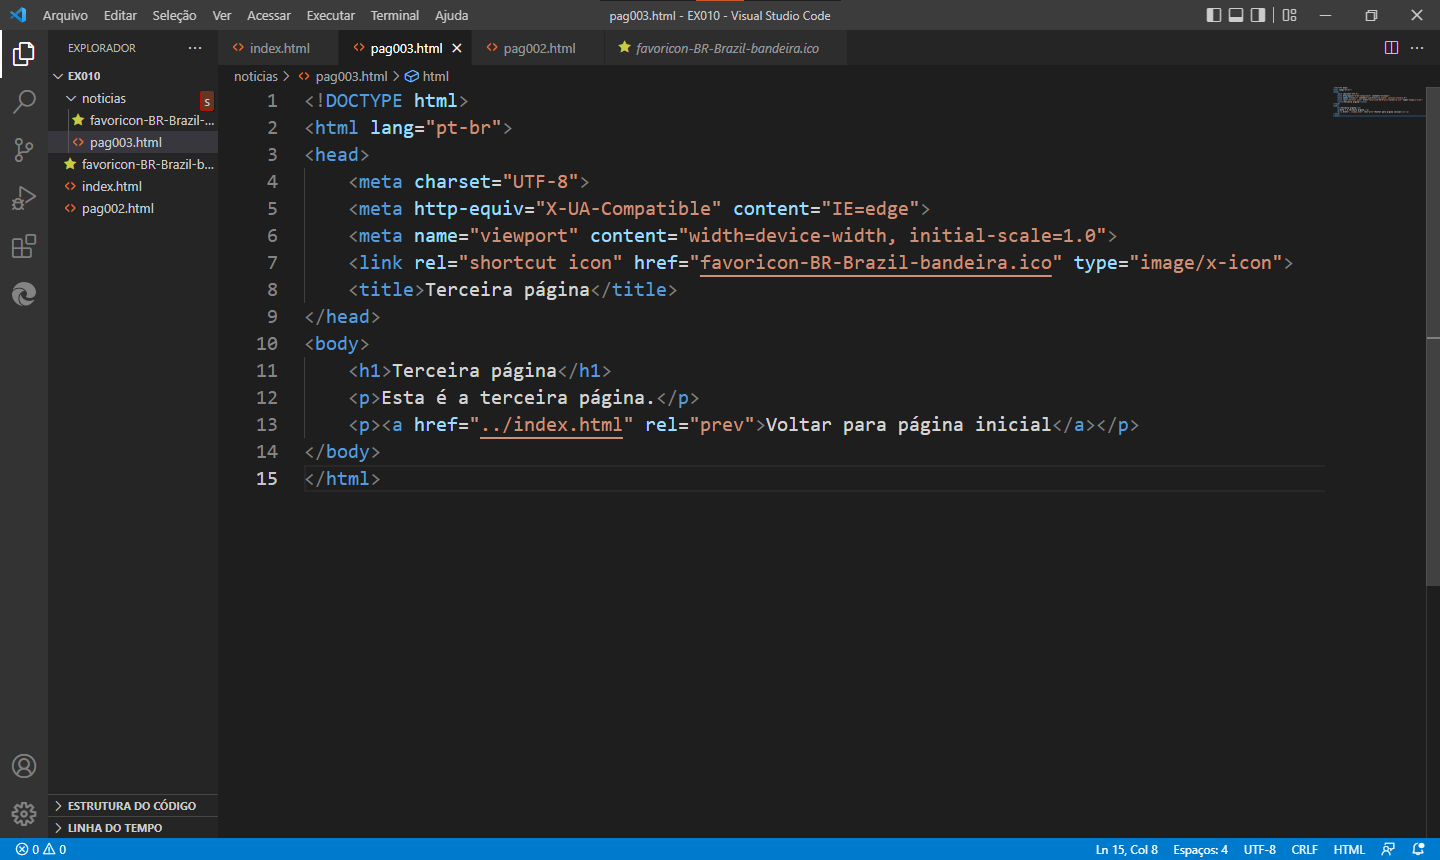 Arquivo Editar Seleção Ver Acessar Executar Terminal Ajuda pag003.html - EX010 - Visual Studio Code
EXPLORADOR ··· index.html pag003.html pag002.html favoricon-BR-Brazil-bandeira.ico ···
noticias > pag003.html > html
EX010
noticias s
favoricon-BR-Brazil-...
pag003.html
favoricon-BR-Brazil-b...
index.html
pag002.html
1 <!DOCTYPE html>
2 <html lang="pt-br">
3 <head>
4 <meta charset="UTF-8">
5 <meta http-equiv="X-UA-Compatible" content="IE=edge">
6 <meta name="viewport" content="width=device-width, initial-scale=1.0">
7 <link rel="shortcut icon" href="favoricon-BR-Brazil-bandeira.ico" type="image/x-icon">
8 <title>Terceira página</title>
9 </head>
10 <body>
11 <h1>Terceira página</h1>
12 <p>Esta é a terceira página.</p>
13 <p><a href="../index.html" rel="prev">Voltar para página inicial</a></p>
14 </body>
15 </html>
ESTRUTURA DO CÓDIGO
LINHA DO TEMPO
0 0 Ln 15, Col 8 Espaços: 4 UTF-8 CRLF HTML